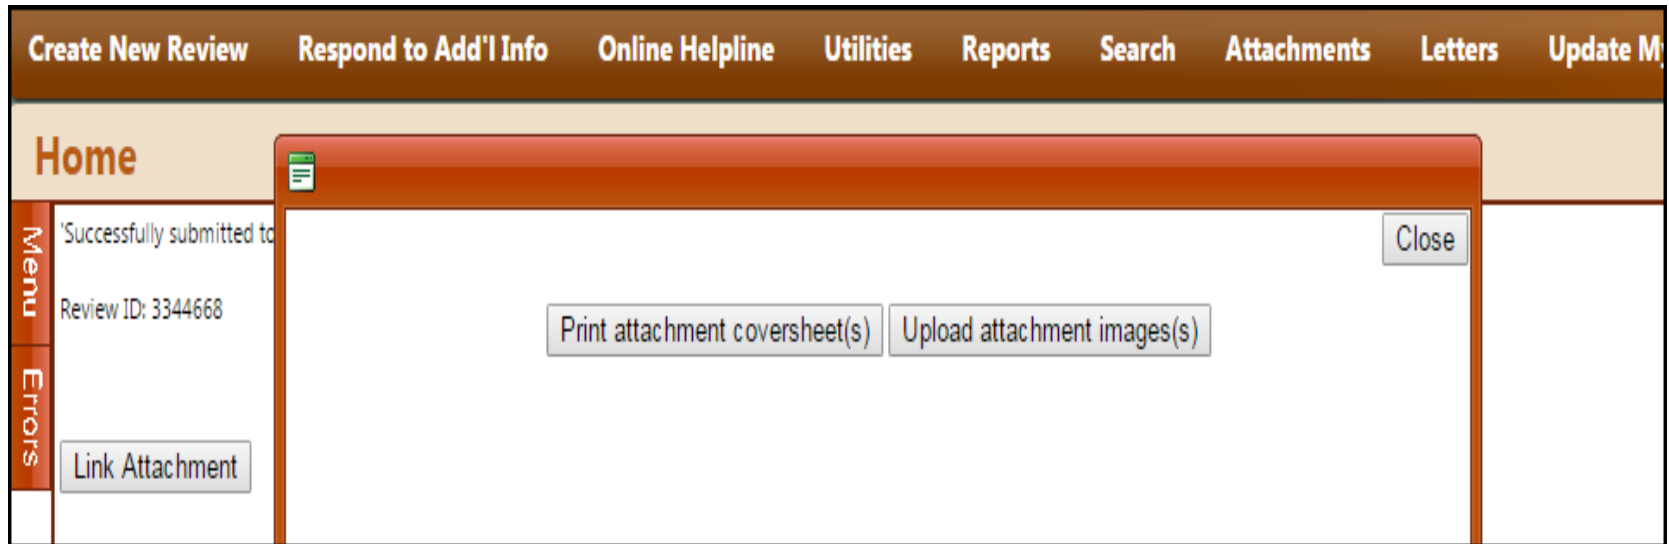 Create New Review Respond to Add'l Info Online Helpline Utilities Reports Search Attachments Letters Update
Home
Menu
Errors
'Successfully submitted
Close
Review ID: 3344668
Print attachment coversheet(s) Upload attachment images(s)
Link Attachment